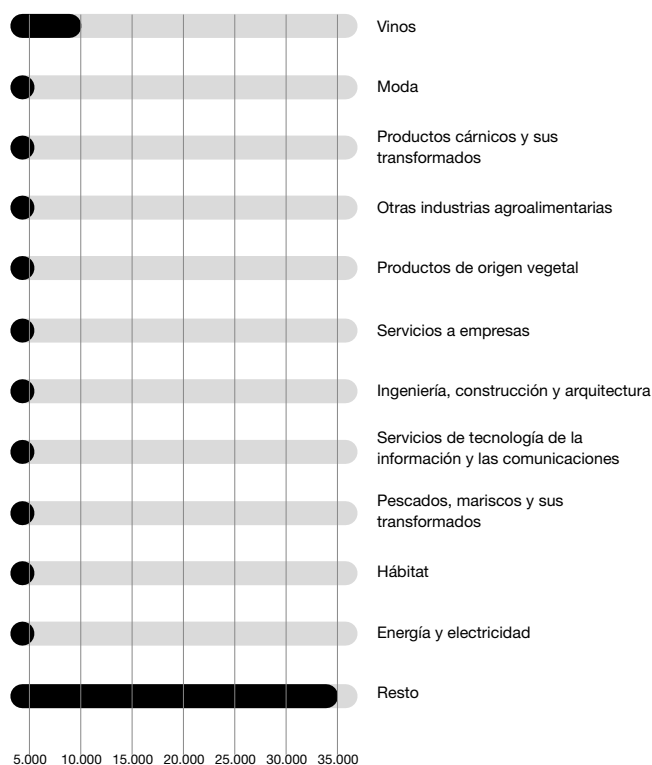 Vinos
Moda
Productos cárnicos y sus
transformados
Otras industrias agroalimentarias
Productos de origen vegetal
Servicios a empresas
Ingeniería, construcción y arquitectura
Servicios de tecnología de la
información y las comunicaciones
Pescados, mariscos y sus
transformados
Hábitat
Energía y electricidad
Resto
5.000 10.000 15.000 20.000 25.000 30.000 35.000